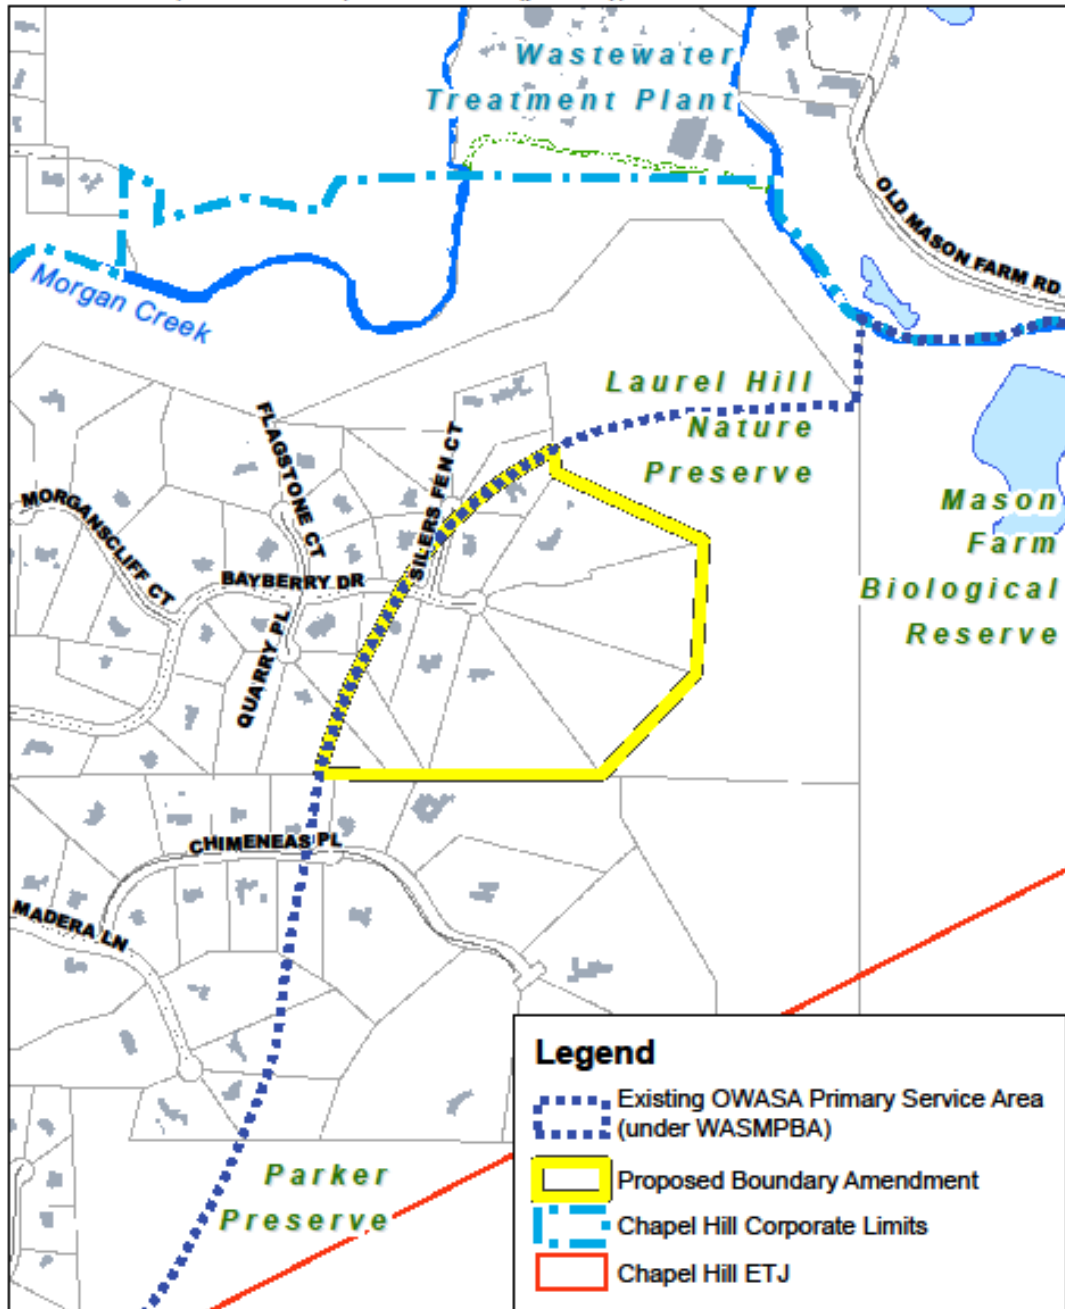 Wastewater
Treatment Plant
OLD MASON FARM RD
Morgan Creek
Laurel Hill
Nature
Preserve
FLAGSTONE CT
SILERS FEN CT
MORGANSCLIFF CT
BAYBERRY DR
QUARRY PL
Mason
Farm
Biological
Reserve
CHIMENEAS PL
MADERA LN
Parker
Preserve
Legend
Existing OWASA Primary Service Area
(under WASMPBA)
Proposed Boundary Amendment
Chapel Hill Corporate Limits
Chapel Hill ETJ